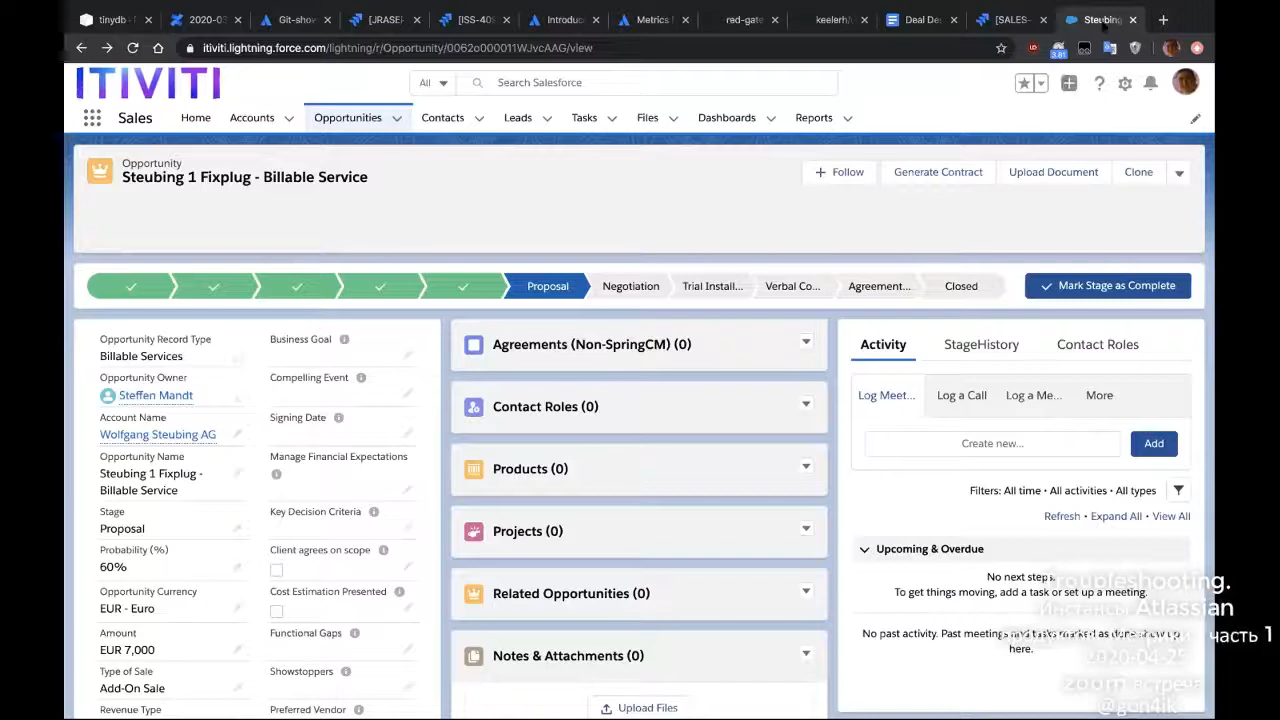 tinydb -
2020-03
Git-show
[JRASE
[ISS-40
Introduc
Metrics
red-gate
keelerh/
Deal De
[SALES-
Steubing
itiviti.lightning.force.com/lightning/r/Opportunity/0062o000011WJvcAAG/view
3.81
ITIVITI
All
Search Salesforce
Sales
Home
Accounts
Opportunities
Contacts
Leads
Tasks
Files
Dashboards
Reports
Opportunity
Steubing 1 Fixplug - Billable Service
Follow
Generate Contract
Upload Document
Clone
Proposal
Negotiation
Trial Install...
Verbal Co...
Agreement...
Closed
Mark Stage as Complete
Opportunity Record Type
Billable Services
Opportunity Owner
Steffen Mandt
Account Name
Wolfgang Steubing AG
Opportunity Name
Steubing 1 Fixplug -
Billable Service
Stage
Proposal
Probability (%)
60%
Opportunity Currency
EUR - Euro
Amount
EUR 7,000
Type of Sale
Add-On Sale
Revenue Type
Business Goal
Compelling Event
Signing Date
Manage Financial Expectations
Key Decision Criteria
Client agrees on scope
Cost Estimation Presented
Functional Gaps
Showstoppers
Preferred Vendor
Agreements (Non-SpringCM) (0)
Contact Roles (0)
Products (0)
Projects (0)
Related Opportunities (0)
Notes & Attachments (0)
Upload Files
Activity
StageHistory
Contact Roles
Log Meet...
Log a Call
Log a Me...
More
Create new...
Add
Filters: All time • All activities • All types
Refresh • Expand All • View All
Upcoming & Overdue
No next steps.
To get things moving, add a task or set up a meeting.
No past activity. Past meetings and tasks marked as done show up
here.
Troubleshooting.
Инстансы Atlassian
часть 1
2020-04-25
zoom встреча
@gen4ik